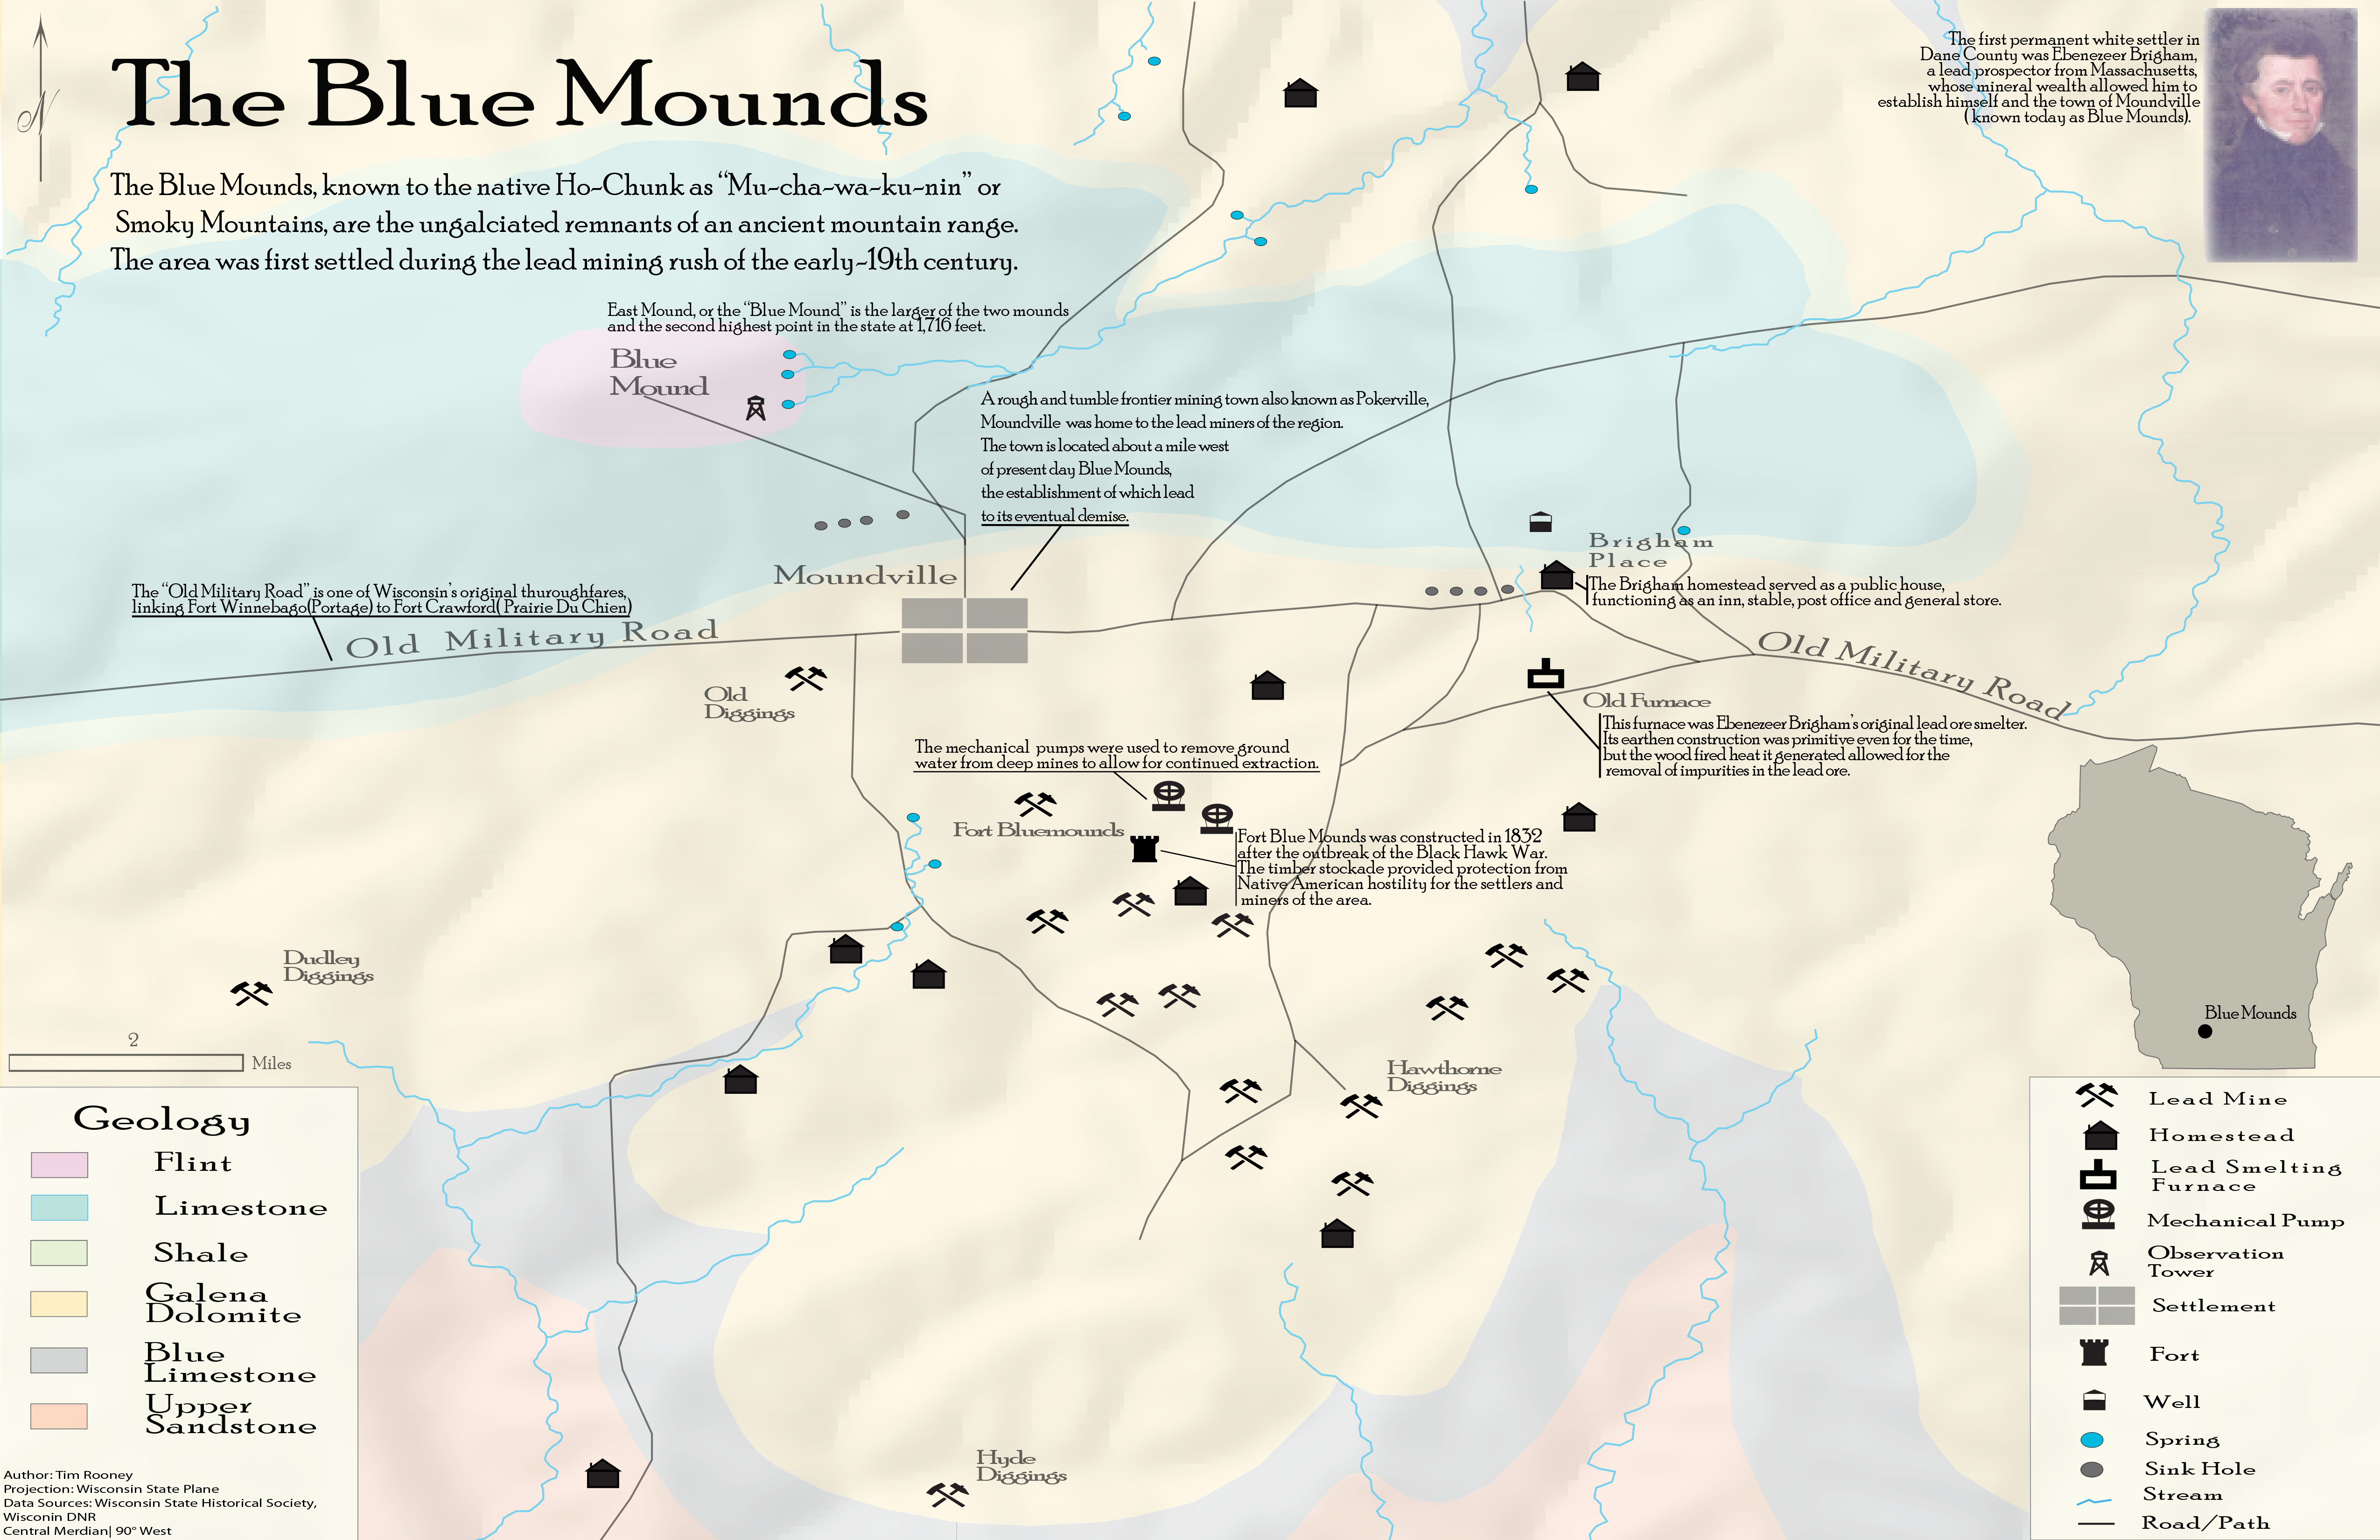 The Blue Mounds
The Blue Mounds, known to the native Ho-Chunk as “Mu-cha-wa-ku-nin” or
Smoky Mountains, are the ungalciated remnants of an ancient mountain range.
The area was first settled during the lead mining rush of the early-19th century.
N
The first permanent white settler in
Dane County was Ebenezeer Brigham,
a lead prospector from Massachusetts,
whose mineral wealth allowed him to
establish himself and the town of Moundville
( known today as Blue Mounds).
East Mound, or the “Blue Mound” is the larger of the two mounds
and the second highest point in the state at 1,716 feet.
Blue
Mound
A rough and tumble frontier mining town also known as Pokerville,
Moundville was home to the lead miners of the region.
The town is located about a mile west
of present day Blue Mounds,
the establishment of which lead
to its eventual demise.
Moundville
Brigham
Place
The Brigham homestead served as a public house,
functioning as an inn, stable, post office and general store.
The “Old Military Road” is one of Wisconsin’s original thuroughfares,
linking Fort Winnebago(Portage) to Fort Crawford( Prairie Du Chien)
Old Military Road
Old Military Road
Old
Diggings
Old Furnace
This furnace was Ebenezeer Brigham’s original lead ore smelter.
Its earthen construction was primitive even for the time,
but the wood fired heat it generated allowed for the
removal of impurities in the lead ore.
The mechanical pumps were used to remove ground
water from deep mines to allow for continued extraction.
Fort Bluemounds
Fort Blue Mounds was constructed in 1832
after the outbreak of the Black Hawk War.
The timber stockade provided protection from
Native American hostility for the settlers and
miners of the area.
Dudley
Diggings
Hawthorne
Diggings
Hyde
Diggings
Blue Mounds
2
Miles
Geology
Flint
Limestone
Shale
Galena
Dolomite
Blue
Limestone
Upper
Sandstone
Author: Tim Rooney
Projection: Wisconsin State Plane
Data Sources: Wisconsin State Historical Society,
Wisconin DNR
Central Merdian| 90° West
Lead Mine
Homestead
Lead Smelting
Furnace
Mechanical Pump
Observation
Tower
Settlement
Fort
Well
Spring
Sink Hole
Stream
Road/Path